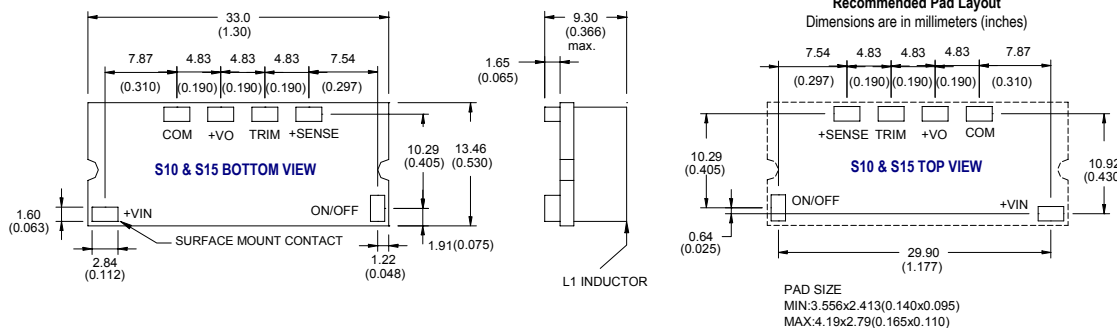 33.0
(1.30)
7.87
(0.310)
4.83
(0.190)
4.83
(0.190)
4.83
(0.190)
7.54
(0.297)
COM
+VO
TRIM
+SENSE
S10 & S15 BOTTOM VIEW
10.29
(0.405)
13.46
(0.530)
1.60
(0.063)
+VIN
ON/OFF
SURFACE MOUNT CONTACT
2.84
(0.112)
1.22
(0.048)
1.91(0.075)
9.30
(0.366)
max.
1.65
(0.065)
L1 INDUCTOR
Recommended Pad Layout
Dimensions are in millimeters (inches)
7.54
(0.297)
4.83
(0.190)
4.83
(0.190)
4.83
(0.190)
7.87
(0.310)
+SENSE
TRIM
+VO
COM
S10 & S15 TOP VIEW
10.29
(0.405)
10.92
(0.430)
ON/OFF
+VIN
0.64
(0.025)
29.90
(1.177)
PAD SIZE
MIN:3.556x2.413(0.140x0.095)
MAX:4.19x2.79(0.165x0.110)